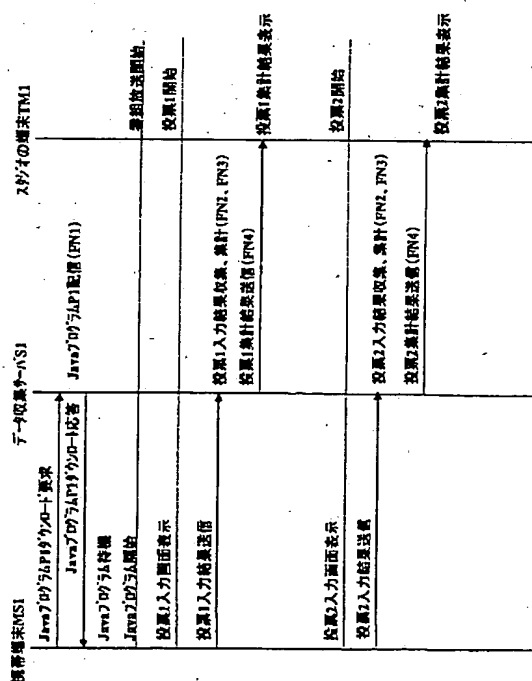 携帯端末MS1
データ収集サーバS1
スタジオの端末TM1
JavaプログラムP1ダウンロード要求
JavaプログラムP1配信(FN1)
JavaプログラムP1ダウンロード応答
Javaプログラム待機
Javaプログラム開始
番組放送開始
投票1入力画面表示
投票1開始
投票1入力結果送信
投票1入力結果収集、集計(FN2、FN3)
投票1集計結果送信(FN4)
投票1集計結果表示
投票2入力画面表示
投票2開始
投票2入力結果送信
投票2入力結果収集、集計(FN2、FN3)
投票2集計結果送信(FN4)
投票2集計結果表示